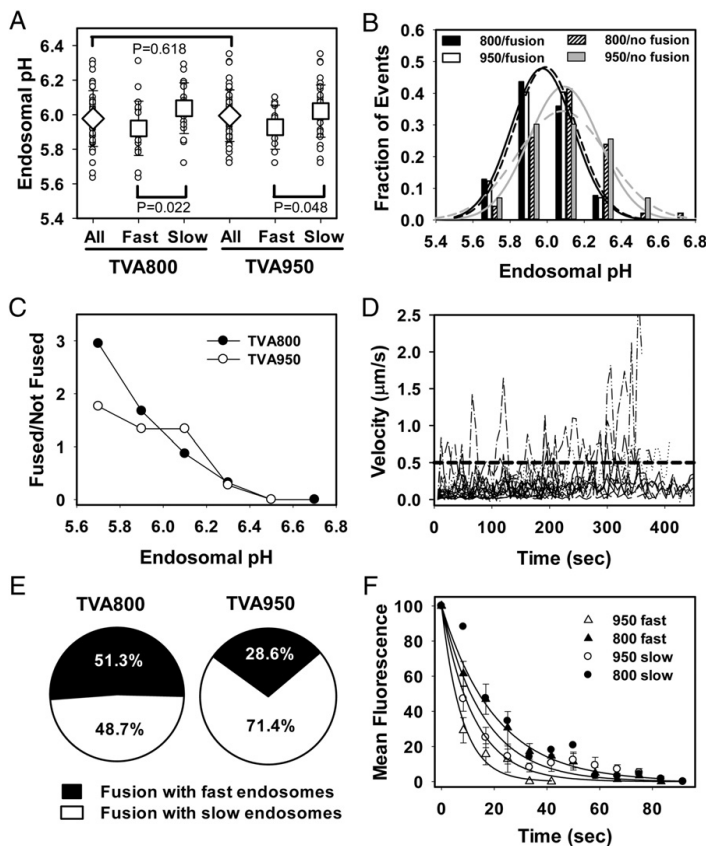 A
Endosomal pH
6.4
6.2
6.0
5.8
5.6
5.4
P=0.618
P=0.022
P=0.048
All Fast Slow All Fast Slow
TVA800 TVA950
B
Fraction of Events
0.6
0.5
0.4
0.3
0.2
0.1
0.0
800/fusion 800/no fusion
950/fusion 950/no fusion
5.4 5.6 5.8 6.0 6.2 6.4 6.6 6.8
Endosomal pH
C
Fused/Not Fused
3
2
1
0
TVA800
TVA950
5.6 5.8 6.0 6.2 6.4 6.6 6.8
Endosomal pH
D
Velocity (μm/s)
2.5
2.0
1.5
1.0
0.5
0.0
0 100 200 300 400
Time (sec)
E
TVA800 TVA950
51.3% 28.6%
48.7% 71.4%
Fusion with fast endosomes
Fusion with slow endosomes
F
Mean Fluorescence
100
80
60
40
20
0
950 fast
800 fast
950 slow
800 slow
0 20 40 60 80
Time (sec)